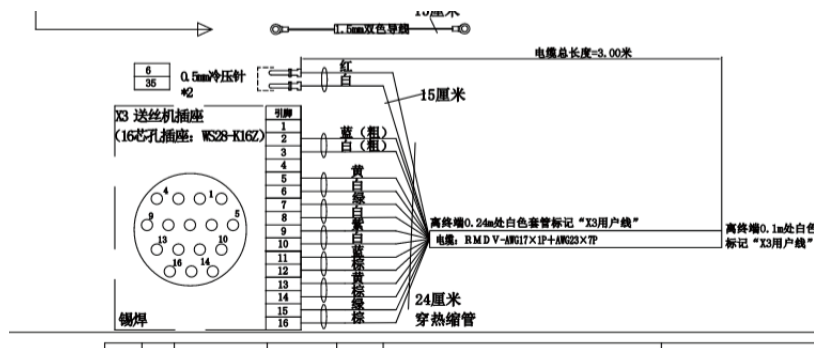 15厘米
1.5mm双色导线
电缆总长度=3.00米
6
35
0.5mm冷压针
*2
红
白
15厘米
X3 送丝机插座
(16芯孔插座: WS28-K16Z)
引脚
1
2
3
4
5
6
7
8
9
10
11
12
13
14
15
16
蓝（粗）
白（粗）
黄
白
绿
白
紫
白
蓝
棕
黄
棕
绿
棕
4
1
9
5
13
10
16
14
锡焊
离终端0.24m处白色套管标记“X3用户线”
电缆: RMDV-AWG17×1P+AWG23×7P
离终端0.1m处白色
标记“X3用户线”
24厘米
穿热缩管